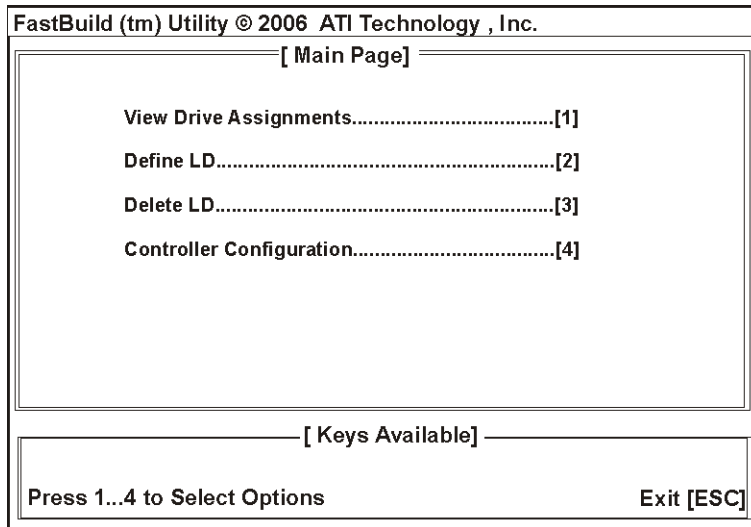 FastBuild (tm) Utility © 2006 ATI Technology , Inc.
[ Main Page]
View Drive Assignments.....................................[1]
Define LD..............................................................[2]
Delete LD..............................................................[3]
Controller Configuration.....................................[4]
[ Keys Available]
Press 1...4 to Select Options Exit [ESC]